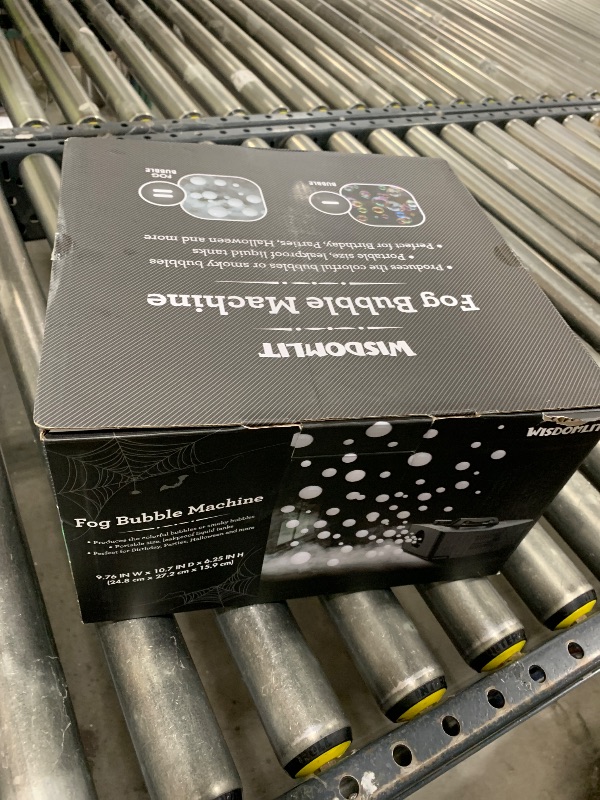 WISDOMLIT
Fog Bubble Machine
• Produces the colorful bubbles or smoky bubbles
• Portable size, leakproof liquid tanks
• Perfect for Birthday, Parties, Halloween and more
I
BUBBLE
II
FOG
BUBBLE
WISDOMLIT
Fog Bubble Machine
• Produces the colorful bubbles or smoky bubbles
• Portable size, leakproof liquid tanks
• Perfect for Birthday, Parties, Halloween and more
9.76 IN W x 10.7 IN D x 6.25 IN H
(24.8 cm x 27.2 cm x 15.9 cm)